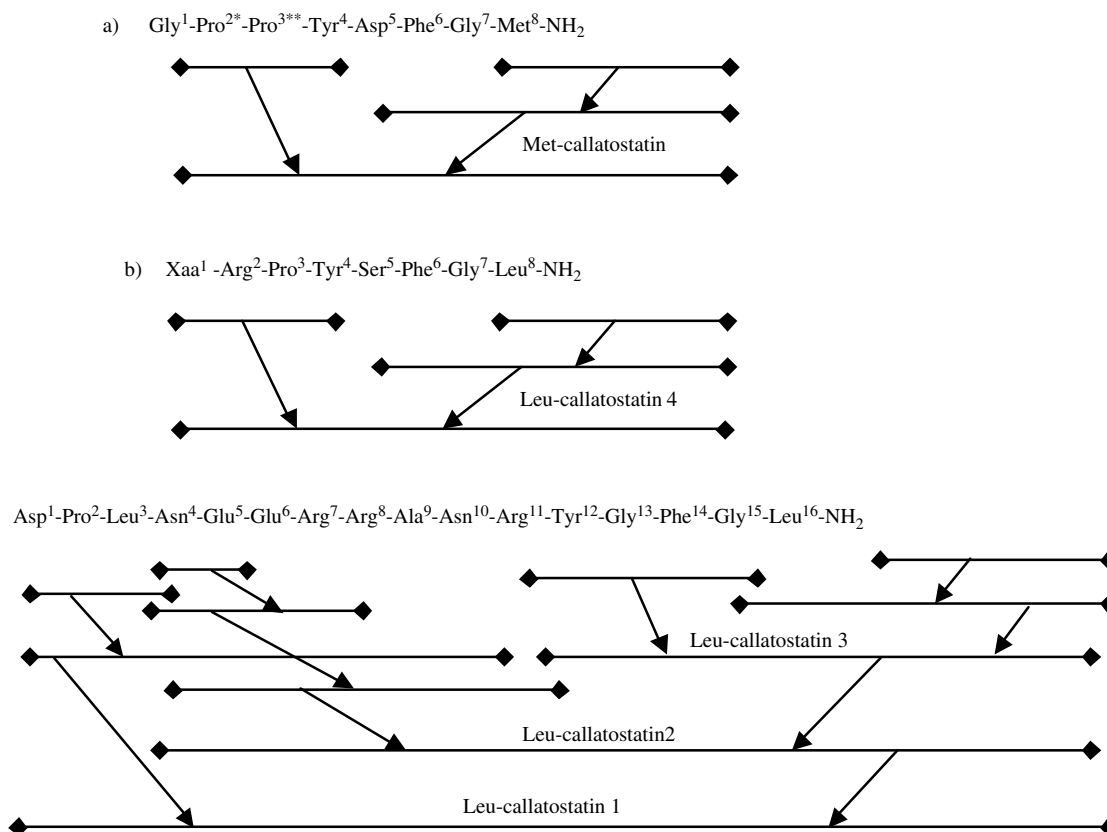 a) Gly¹-Pro²*-Pro³**-Tyr⁴-Asp⁵-Phe⁶-Gly⁷-Met⁸-NH₂
Met-callatostatin
b) Xaa¹ -Arg²-Pro³-Tyr⁴-Ser⁵-Phe⁶-Gly⁷-Leu⁸-NH₂
Leu-callatostatin 4
Asp¹-Pro²-Leu³-Asn⁴-Glu⁵-Glu⁶-Arg⁷-Arg⁸-Ala⁹-Asn¹⁰-Arg¹¹-Tyr¹²-Gly¹³-Phe¹⁴-Gly¹⁵-Leu¹⁶-NH₂
Leu-callatostatin 3
Leu-callatostatin2
Leu-callatostatin 1